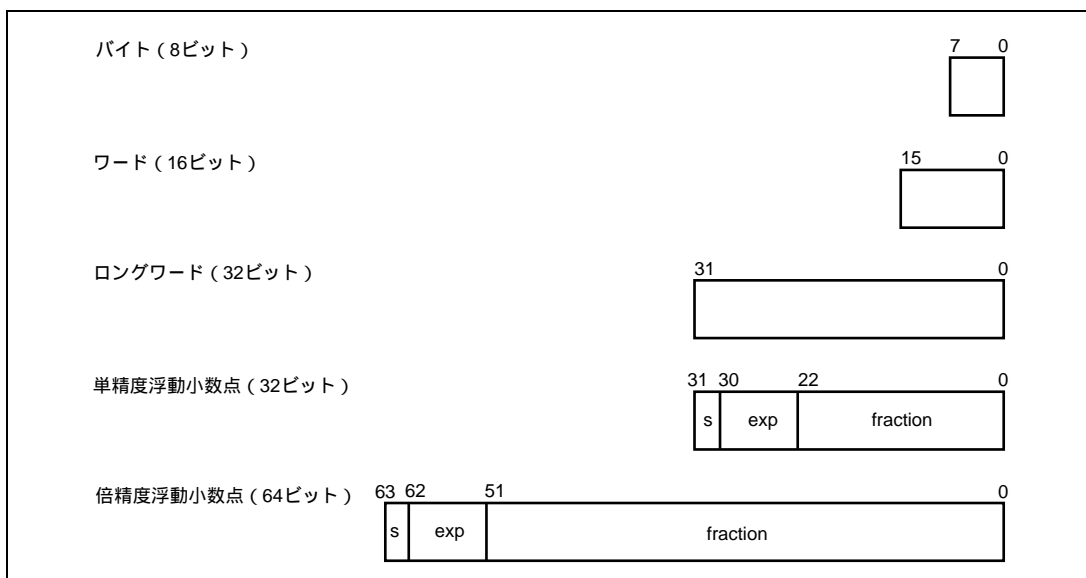 バイト（8ビット）
7 0
ワード（16ビット）
15 0
ロングワード（32ビット）
31 0
単精度浮動小数点（32ビット）
31 30 22 0
s exp fraction
倍精度浮動小数点（64ビット）
63 62 51 0
s exp fraction